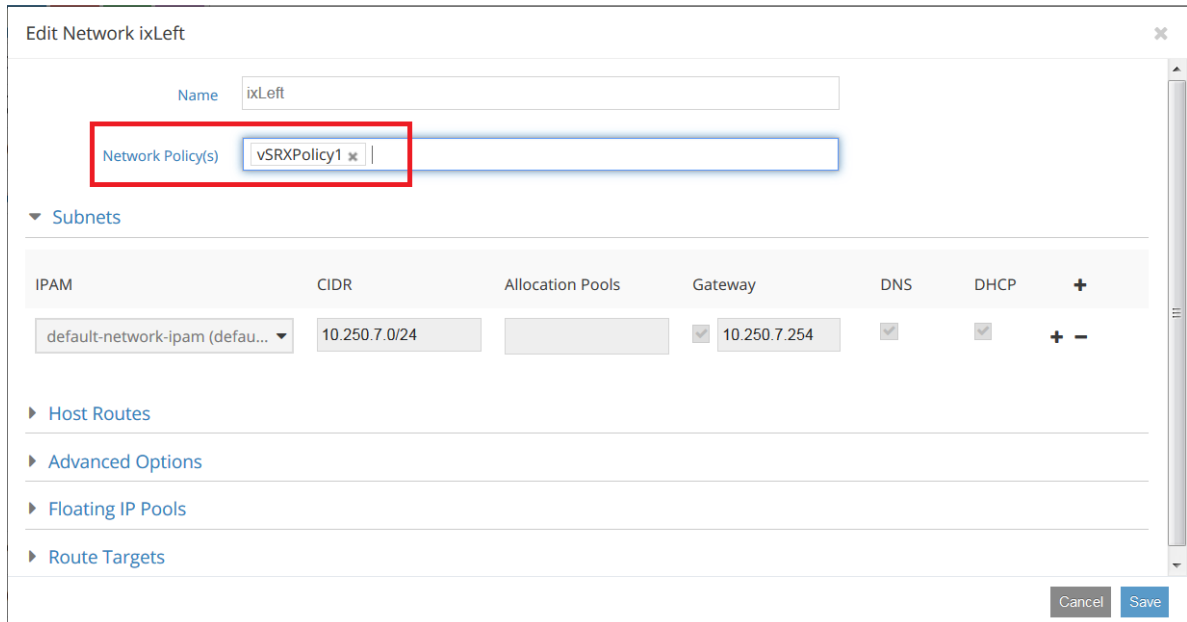 Edit Network ixLeft
Name ixLeft
Network Policy(s) vSRXPolicy1
Subnets
IPAM CIDR Allocation Pools Gateway DNS DHCP
default-network-ipam (defau... 10.250.7.0/24 10.250.7.254
Host Routes
Advanced Options
Floating IP Pools
Route Targets
Cancel Save